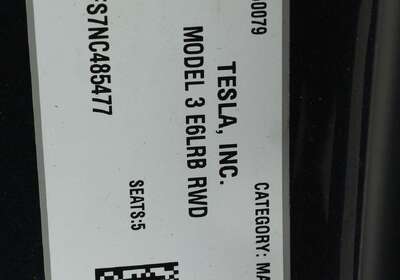 0079 CATEGORY: MA
TESLA, INC.
MODEL 3 E6LRB RWD
SEATS:5
S7NC485477